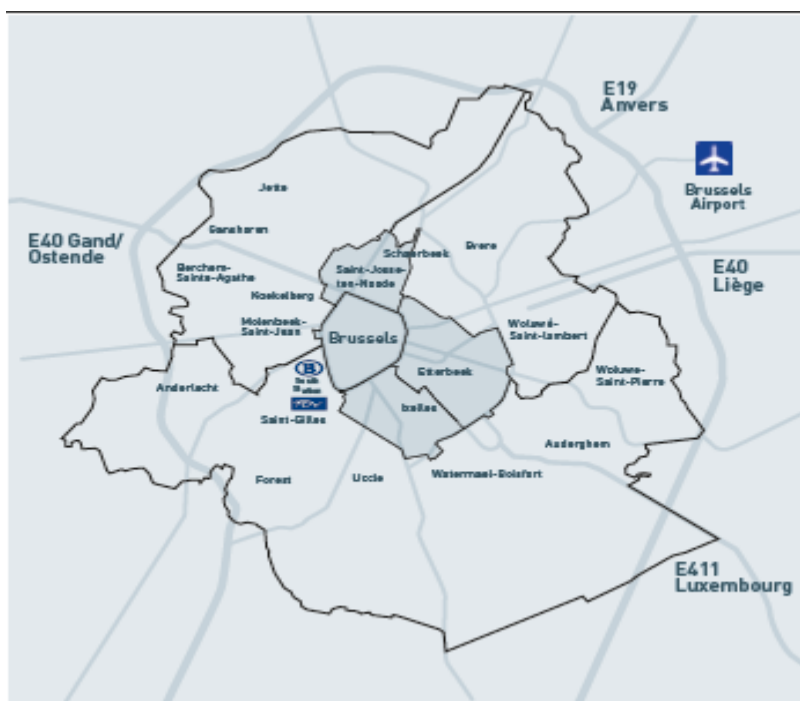 E19
Anvers
Brussels
Airport
Jette
Ganshoren
E40 Gand/
Ostende
Schaerbeek
Evere
Berchem-
Sainte-Agathe
Saint-Josse-
ten-Noode
E40
Liège
Koekelberg
Molenbeek-
Saint-Jean
Brussels
Woluwé-
Saint-lambert
B
Etterbeek
Woluwe-
Saint-Pierre
Anderlecht
Ixelles
Saint-Gilles
Auderghem
Forest
Uccle
Watermael-Boisfort
E411
Luxembourg